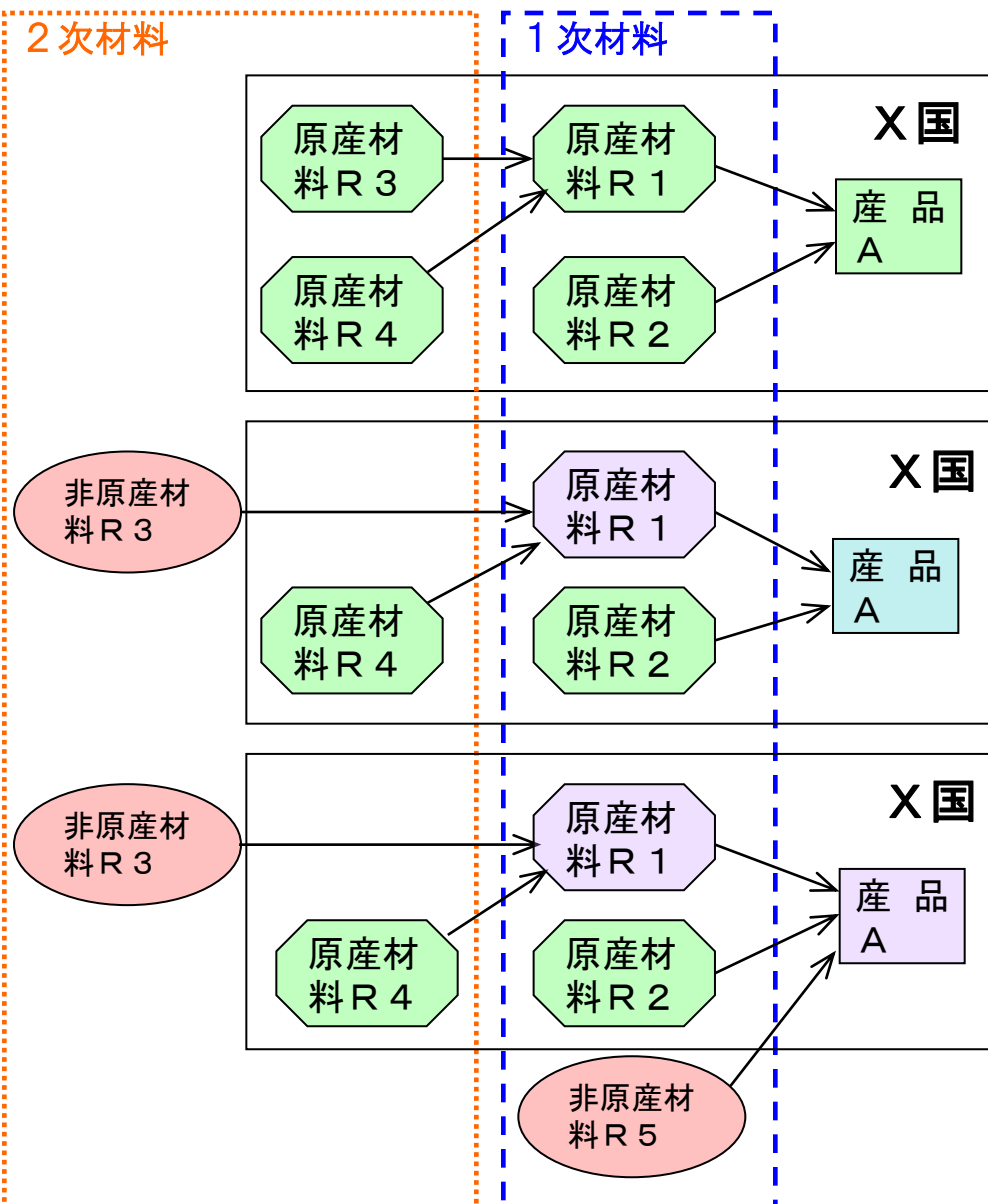 ２次材料
１次材料
Ｘ国
原産材
料Ｒ３
原産材
料Ｒ１
産 品
Ａ
原産材
料Ｒ４
原産材
料Ｒ２
Ｘ国
非原産材
料Ｒ３
原産材
料Ｒ１
産 品
Ａ
原産材
料Ｒ４
原産材
料Ｒ２
Ｘ国
非原産材
料Ｒ３
原産材
料Ｒ１
産 品
Ａ
原産材
料Ｒ４
原産材
料Ｒ２
非原産材
料Ｒ５